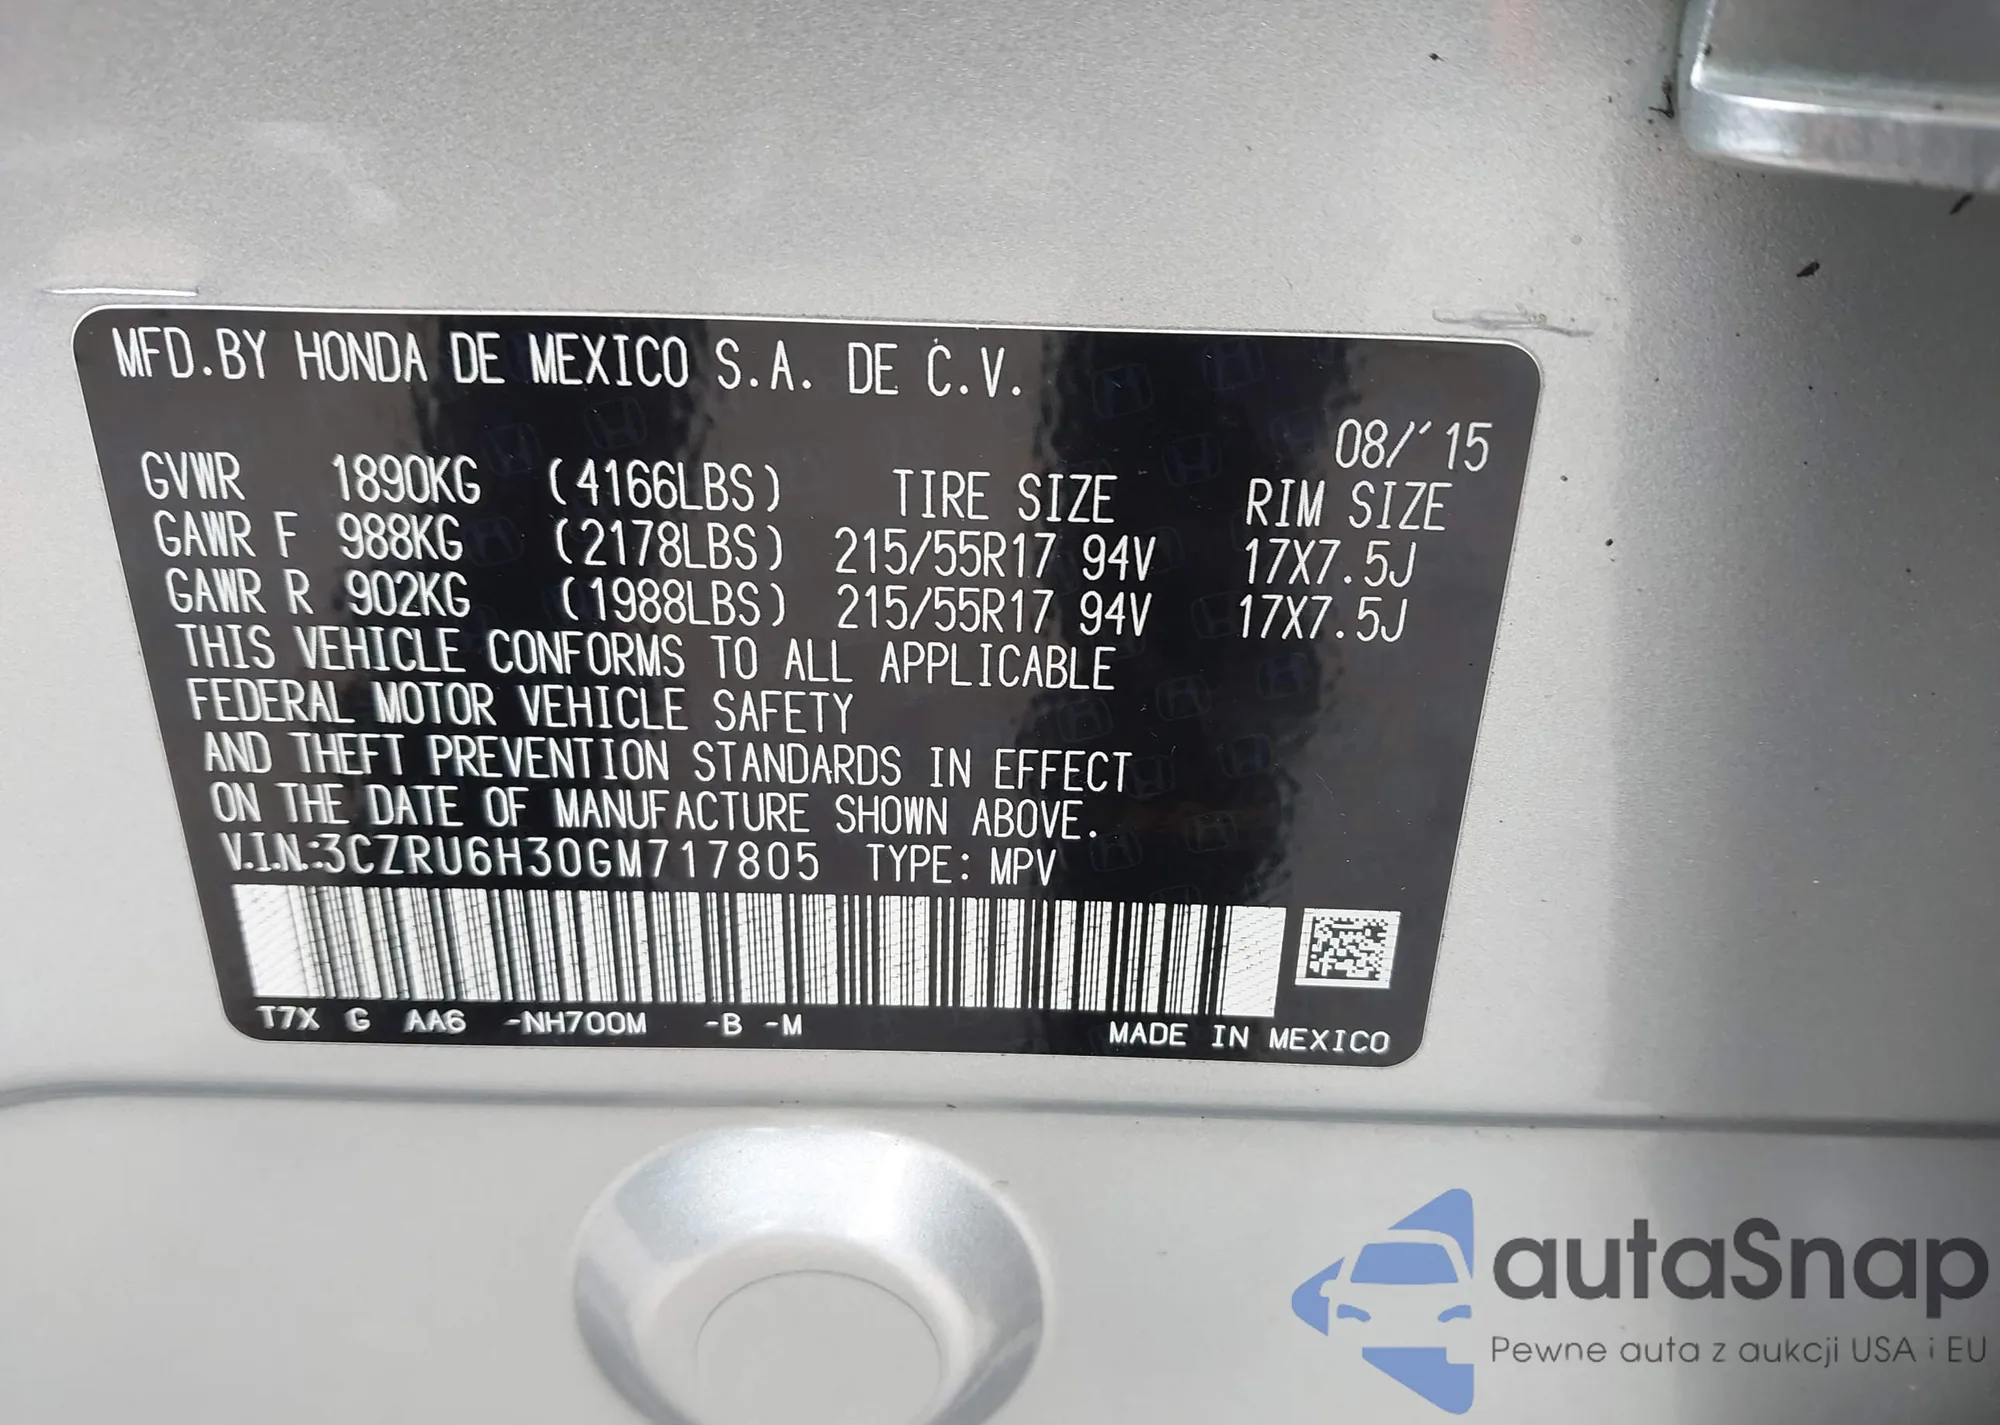 MFD.BY HONDA DE MEXICO S.A. DE C.V.
08/'15
GVWR 1890KG (4166LBS) TIRE SIZE RIM SIZE
GAWR F 988KG (2178LBS) 215/55R17 94V 17X7.5J
GAWR R 902KG (1988LBS) 215/55R17 94V 17X7.5J
THIS VEHICLE CONFORMS TO ALL APPLICABLE
FEDERAL MOTOR VEHICLE SAFETY
AND THEFT PREVENTION STANDARDS IN EFFECT
ON THE DATE OF MANUFACTURE SHOWN ABOVE.
V.I.N.:3CZRU6H30GM717805 TYPE: MPV
T7X G AA6 -NH700M -B -M MADE IN MEXICO
autaSnap
Pewne auta z aukcji USA i EU